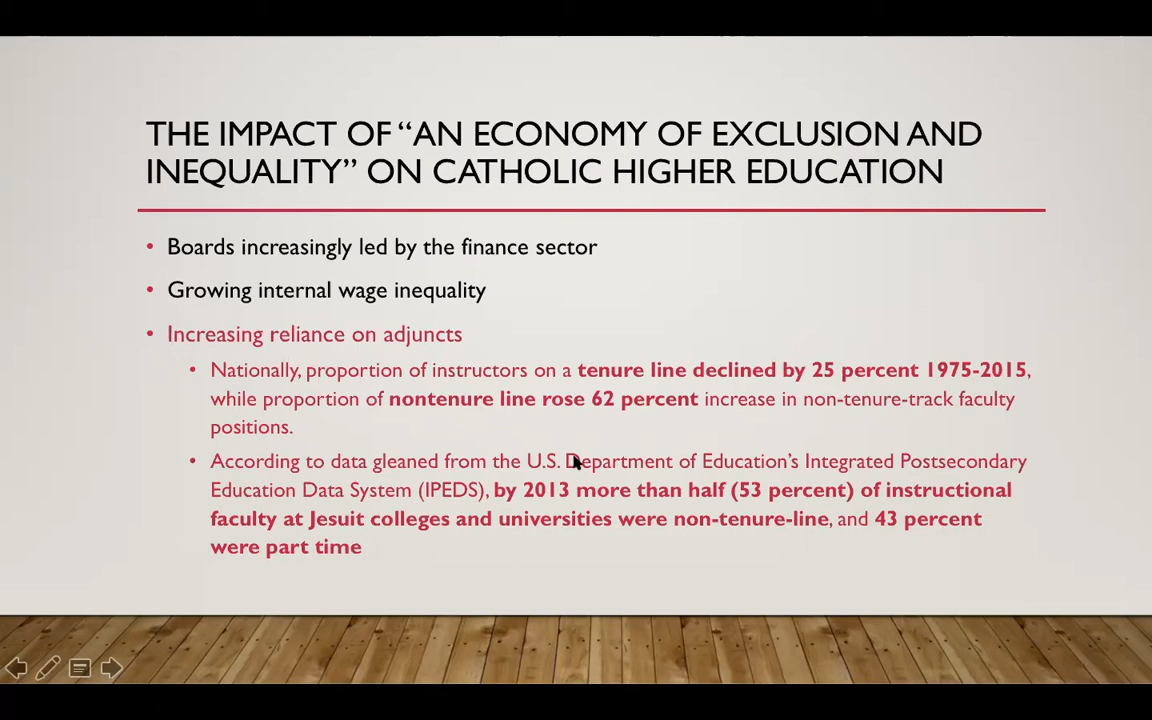 THE IMPACT OF “AN ECONOMY OF EXCLUSION AND
INEQUALITY” ON CATHOLIC HIGHER EDUCATION
• Boards increasingly led by the finance sector
• Growing internal wage inequality
• Increasing reliance on adjuncts
• Nationally, proportion of instructors on a tenure line declined by 25 percent 1975-2015,
while proportion of nontenure line rose 62 percent increase in non-tenure-track faculty
positions.
• According to data gleaned from the U.S. Department of Education’s Integrated Postsecondary
Education Data System (IPEDS), by 2013 more than half (53 percent) of instructional
faculty at Jesuit colleges and universities were non-tenure-line, and 43 percent
were part time